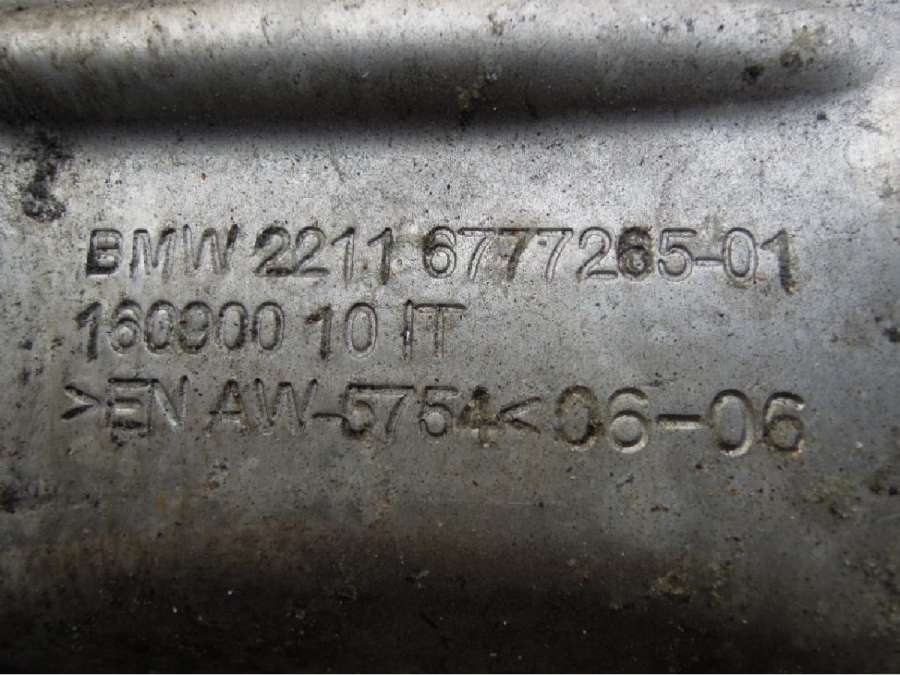 BMW 2211 6777265-01
160900 10 IT
>EN AW-5754< 06-06